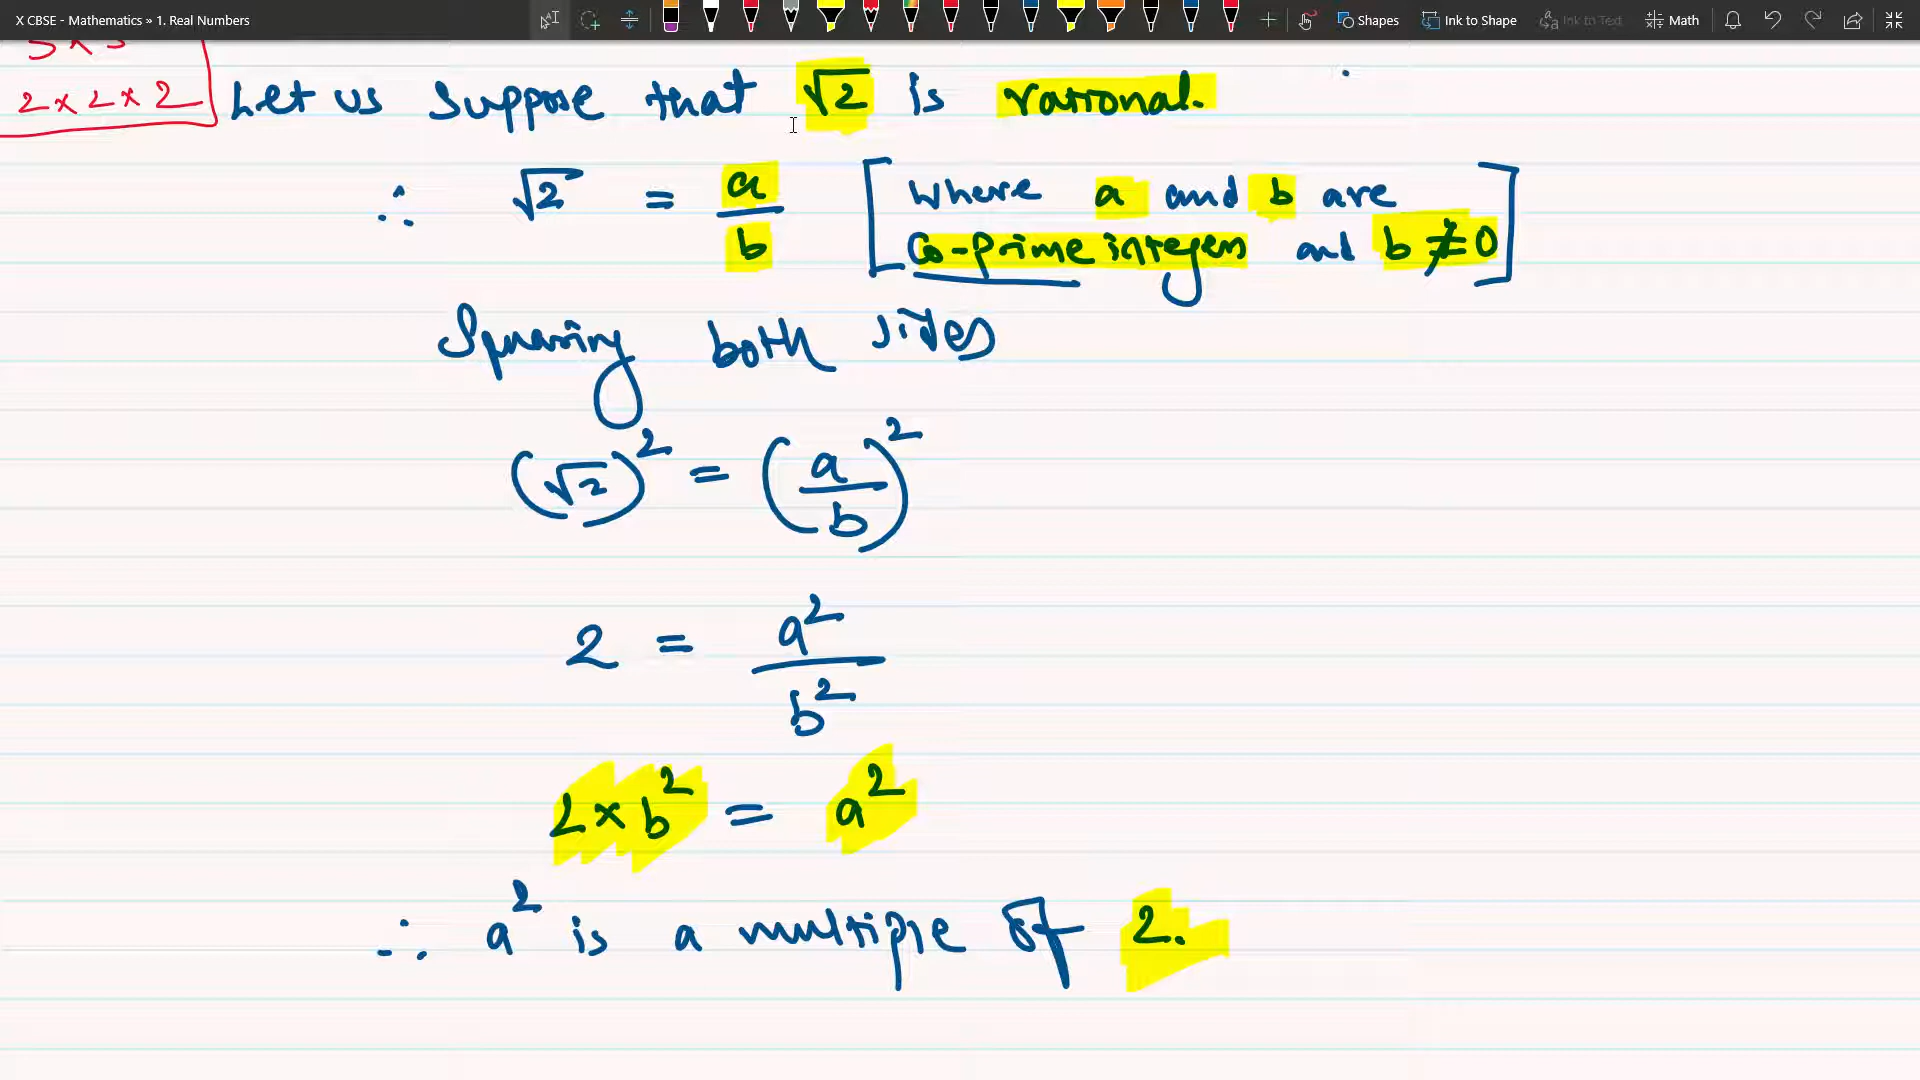 X CBSE - Mathematics » 1. Real Numbers
Shapes
Ink to Shape
Ink to Text
Math
2 x 2 x 2
Let us suppose that √2 is rational.
∴ √2 = a/b [where a and b are
Co-prime integers and b ≠ 0]
Squaring both sides
(√2)² = (a/b)²
2 = a²/b²
2 x b² = a²
∴ a² is a multiple of 2.